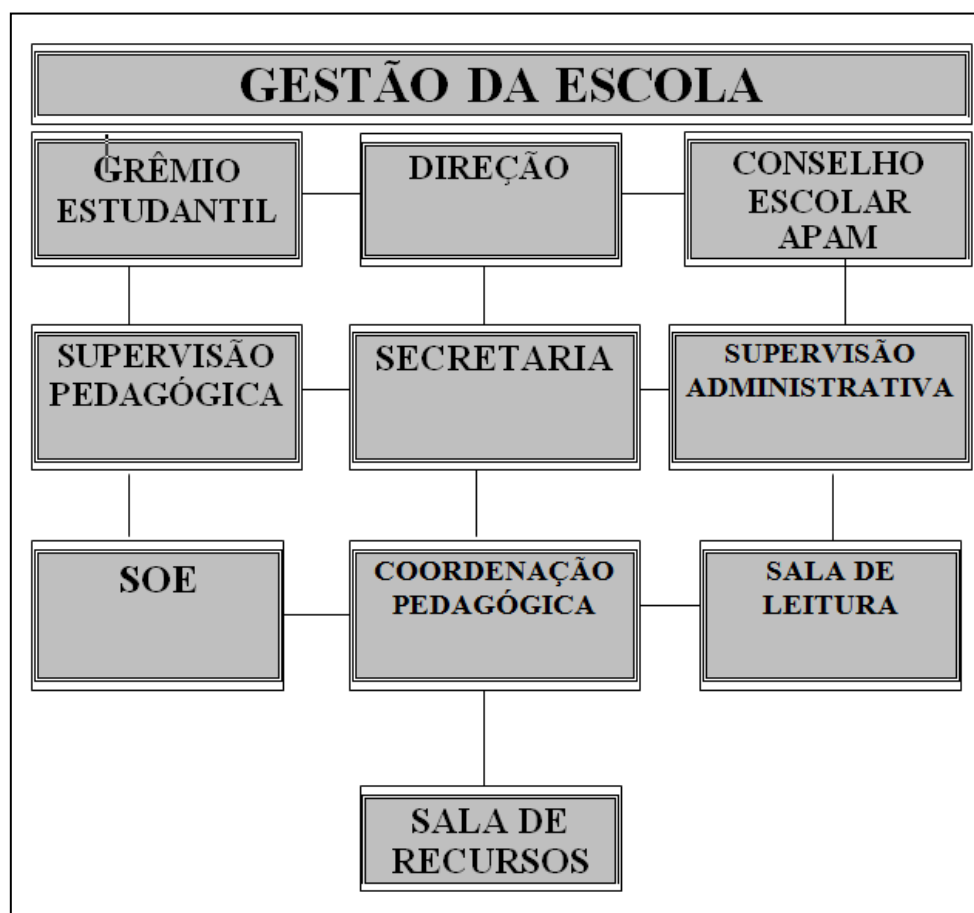 GESTÃO DA ESCOLA
GRÊMIO
ESTUDANTIL
DIREÇÃO
CONSELHO
ESCOLAR
APAM
SUPERVISÃO
PEDAGÓGICA
SECRETARIA
SUPERVISÃO
ADMINISTRATIVA
SOE
COORDENAÇÃO
PEDAGÓGICA
SALA DE
LEITURA
SALA DE
RECURSOS